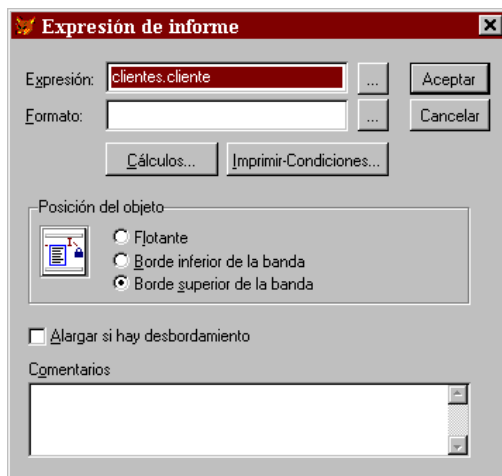 Expresión de informe
Expresión: clientes.cliente ... Aceptar
Formato: ... Cancelar
Cálculos... Imprimir-Condiciones...
Posición del objeto
Flotante
Borde inferior de la banda
Borde superior de la banda
Alargar si hay desbordamiento
Comentarios